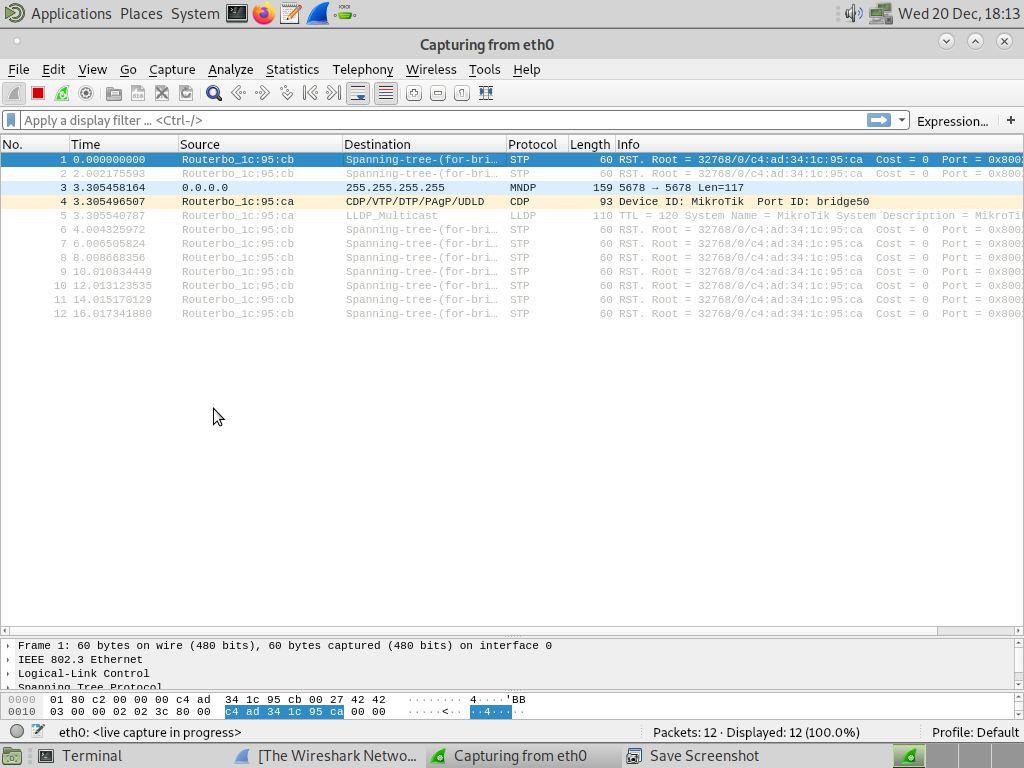 Applications Places System Wed 20 Dec, 18:13
Capturing from eth0
File Edit View Go Capture Analyze Statistics Telephony Wireless Tools Help
Apply a display filter ... <Ctrl-/> Expression... +
No. Time Source Destination Protocol Length Info
1 0.000000000 Routerbo_1c:95:cb Spanning-tree-(for-bri… STP 60 RST. Root = 32768/0/c4:ad:34:1c:95:ca Cost = 0 Port = 0x800
2 2.002175593 Routerbo_1c:95:cb Spanning-tree-(for-bri… STP 60 RST. Root = 32768/0/c4:ad:34:1c:95:ca Cost = 0 Port = 0x800
3 3.305458164 0.0.0.0 255.255.255.255 MNDP 159 5678 → 5678 Len=117
4 3.305496507 Routerbo_1c:95:ca CDP/VTP/DTP/PAgP/UDLD CDP 93 Device ID: MikroTik Port ID: bridge50
5 3.305540787 Routerbo_1c:95:ca LLDP_Multicast LLDP 110 TTL = 120 System Name = MikroTik System Description = MikroTi
6 4.004325972 Routerbo_1c:95:cb Spanning-tree-(for-bri… STP 60 RST. Root = 32768/0/c4:ad:34:1c:95:ca Cost = 0 Port = 0x800
7 6.006505824 Routerbo_1c:95:cb Spanning-tree-(for-bri… STP 60 RST. Root = 32768/0/c4:ad:34:1c:95:ca Cost = 0 Port = 0x800
8 8.008668356 Routerbo_1c:95:cb Spanning-tree-(for-bri… STP 60 RST. Root = 32768/0/c4:ad:34:1c:95:ca Cost = 0 Port = 0x800
9 10.010834449 Routerbo_1c:95:cb Spanning-tree-(for-bri… STP 60 RST. Root = 32768/0/c4:ad:34:1c:95:ca Cost = 0 Port = 0x800
10 12.013123535 Routerbo_1c:95:cb Spanning-tree-(for-bri… STP 60 RST. Root = 32768/0/c4:ad:34:1c:95:ca Cost = 0 Port = 0x800
11 14.015170129 Routerbo_1c:95:cb Spanning-tree-(for-bri… STP 60 RST. Root = 32768/0/c4:ad:34:1c:95:ca Cost = 0 Port = 0x800
12 16.017341880 Routerbo_1c:95:cb Spanning-tree-(for-bri… STP 60 RST. Root = 32768/0/c4:ad:34:1c:95:ca Cost = 0 Port = 0x800
Frame 1: 60 bytes on wire (480 bits), 60 bytes captured (480 bits) on interface 0
IEEE 802.3 Ethernet
Logical-Link Control
Spanning Tree Protocol
0000 01 80 c2 00 00 00 c4 ad 34 1c 95 cb 00 27 42 42 ········ 4····'BB
0010 03 00 00 02 02 3c 80 00 c4 ad 34 1c 95 ca 00 00 ·····<·· ··4·····
eth0: <live capture in progress> Packets: 12 · Displayed: 12 (100.0%) Profile: Default
Terminal [The Wireshark Netwo... Capturing from eth0 Save Screenshot